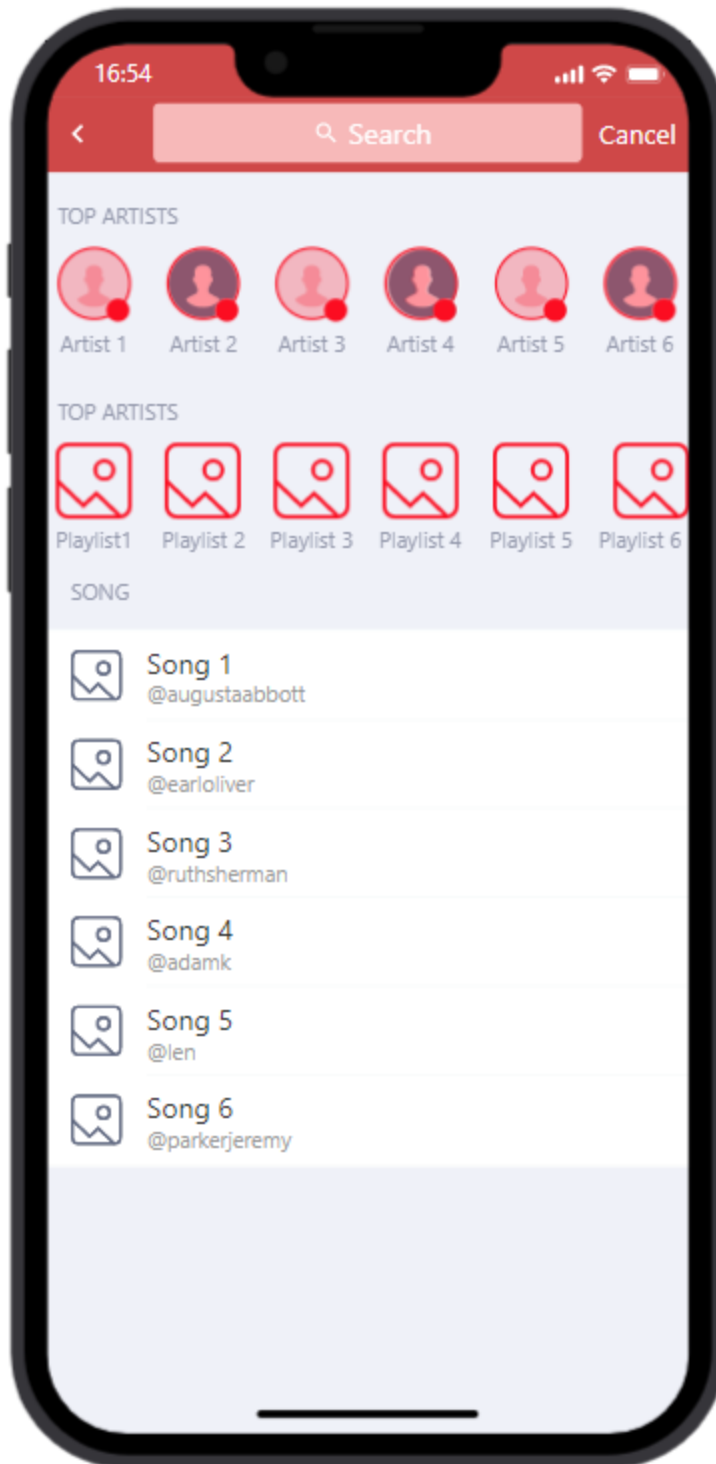 16:54
Search Cancel
TOP ARTISTS
Artist 1 Artist 2 Artist 3 Artist 4 Artist 5 Artist 6
TOP ARTISTS
Playlist1 Playlist 2 Playlist 3 Playlist 4 Playlist 5 Playlist 6
SONG
Song 1
@augustaabbott
Song 2
@earloliver
Song 3
@ruthsherman
Song 4
@adamk
Song 5
@len
Song 6
@parkerjeremy